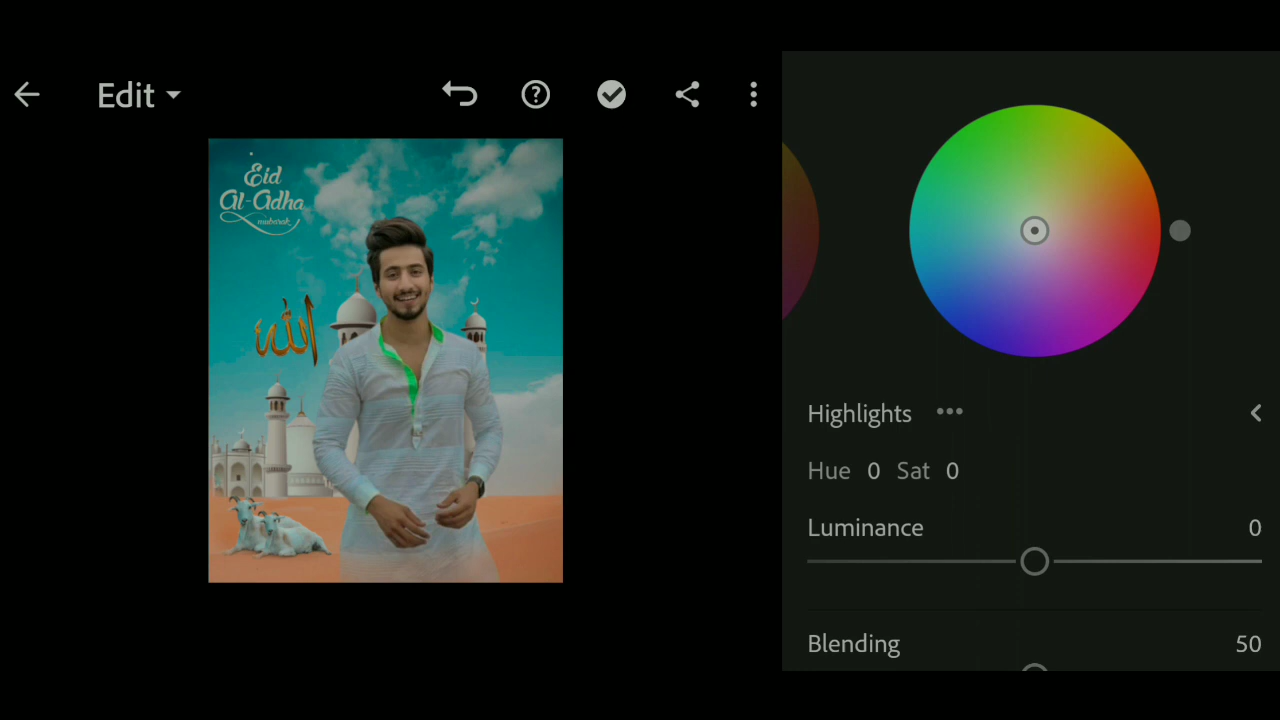 Edit
Eid
Al-Adha
mubarak
الله
Highlights
Hue 0 Sat 0
Luminance 0
Blending 50